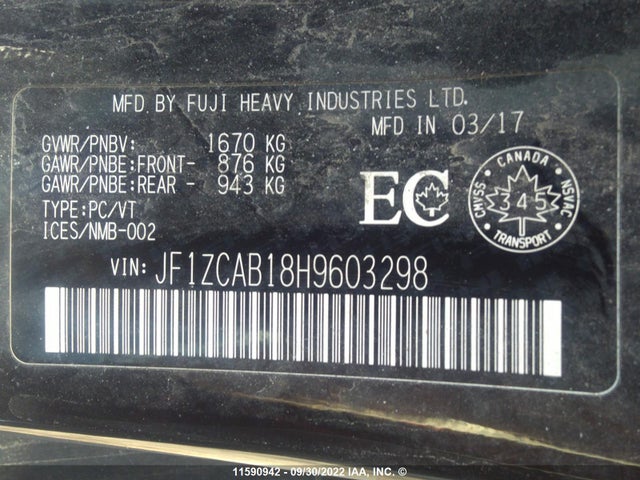 MFD. BY FUJI HEAVY INDUSTRIES LTD.
MFD IN 03/17
GVWR/PNBV: 1670 KG
GAWR/PNBE:FRONT- 876 KG
GAWR/PNBE:REAR - 943 KG
TYPE:PC/VT
ICES/NMB-002
EC
CANADA
CMVSS 345 NSVAC
TRANSPORT
VIN: JF1ZCAB18H9603298
11590942 - 09/30/2022 IAA, INC. ©